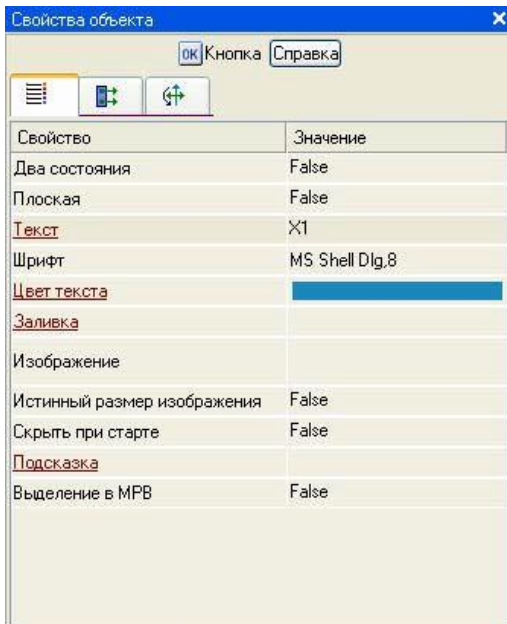 Свойства объекта
ок Кнопка Справка
Свойство Значение
Два состояния False
Плоская False
Текст X1
Шрифт MS Shell Dlg,8
Цвет текста
Заливка
Изображение
Истинный размер изображения False
Скрыть при старте False
Подсказка
Выделение в МРВ False